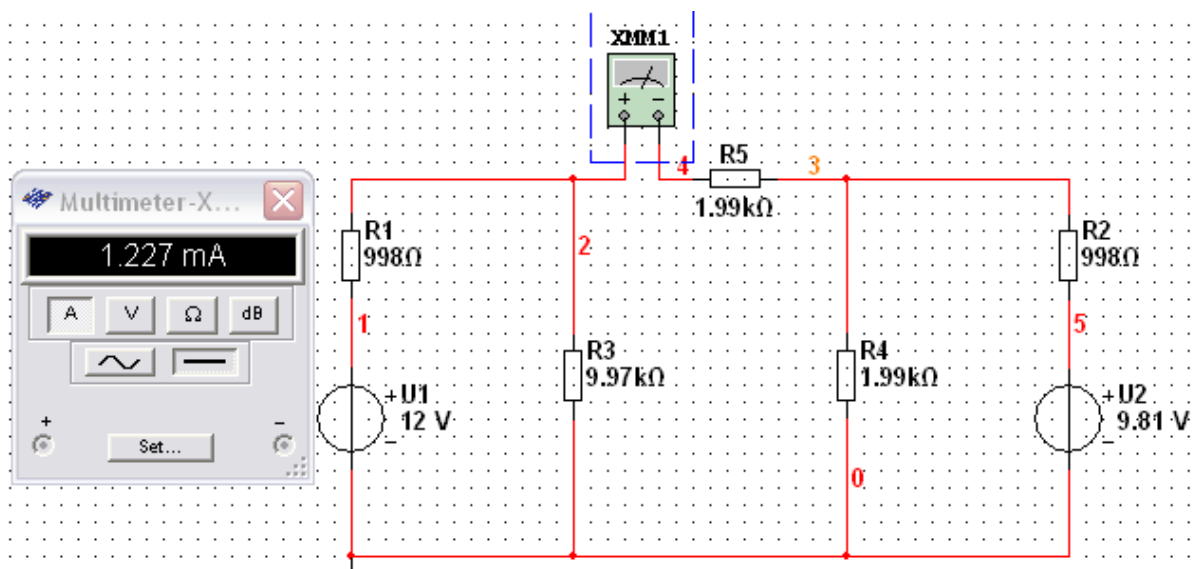 XMM1
+ −
4
R5
3
1.99kΩ
Multimeter-X...
1.227 mA
A V Ω dB
+ −
Set...
R1
998Ω
2
R2
998Ω
1
5
R3
9.97kΩ
R4
1.99kΩ
+ U1
12 V
−
+ U2
9.81 V
−
0